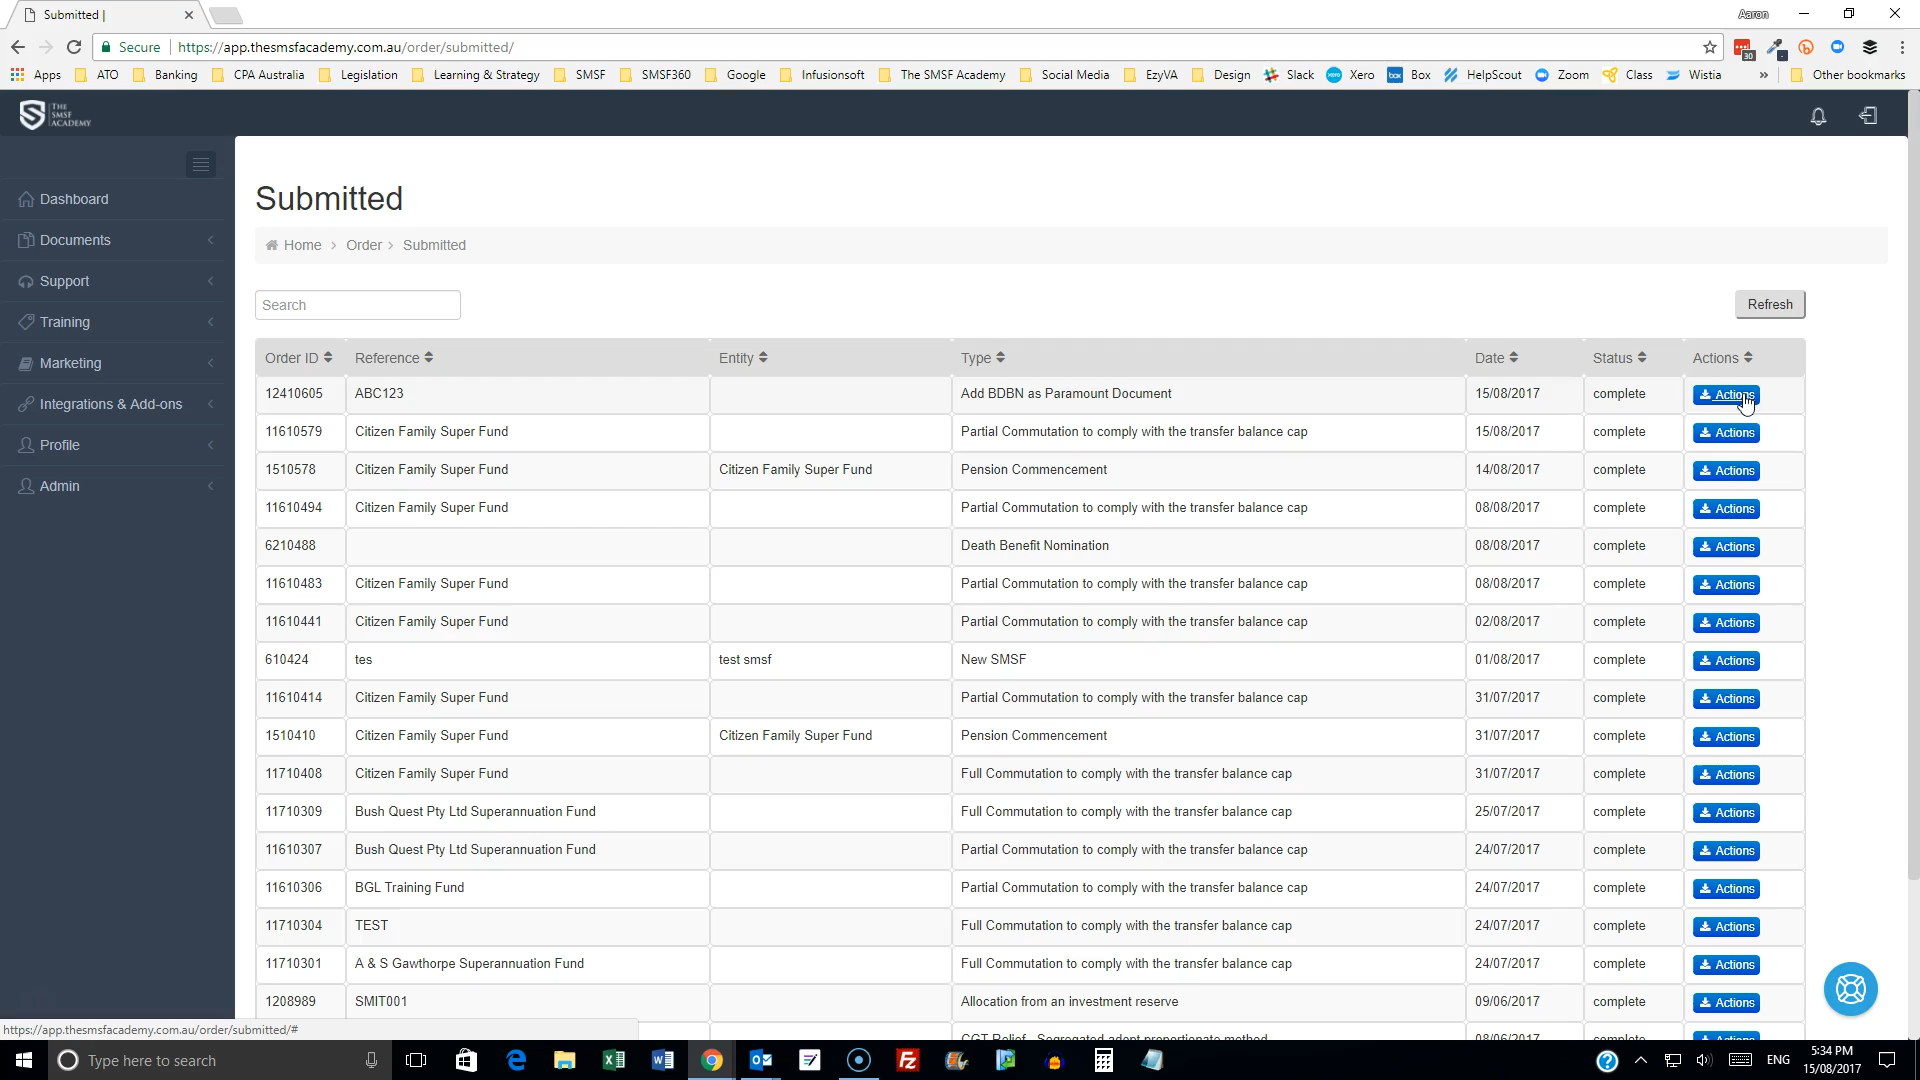 Submitted |
Aaron
Secure | https://app.thesmsfacademy.com.au/order/submitted/
30
Apps ATO Banking CPA Australia Legislation Learning & Strategy SMSF SMSF360 Google Infusionsoft The SMSF Academy Social Media EzyVA Design Slack Xero Box HelpScout Zoom Class Wistia » Other bookmarks
THE
SMSF
ACADEMY
Dashboard
Documents
Support
Training
Marketing
Integrations & Add-ons
Profile
Admin
Submitted
Home > Order > Submitted
Search
Refresh
Order ID Reference Entity Type Date Status Actions
12410605 ABC123 Add BDBN as Paramount Document 15/08/2017 complete Actions
11610579 Citizen Family Super Fund Partial Commutation to comply with the transfer balance cap 15/08/2017 complete Actions
1510578 Citizen Family Super Fund Citizen Family Super Fund Pension Commencement 14/08/2017 complete Actions
11610494 Citizen Family Super Fund Partial Commutation to comply with the transfer balance cap 08/08/2017 complete Actions
6210488 Death Benefit Nomination 08/08/2017 complete Actions
11610483 Citizen Family Super Fund Partial Commutation to comply with the transfer balance cap 08/08/2017 complete Actions
11610441 Citizen Family Super Fund Partial Commutation to comply with the transfer balance cap 02/08/2017 complete Actions
610424 tes test smsf New SMSF 01/08/2017 complete Actions
11610414 Citizen Family Super Fund Partial Commutation to comply with the transfer balance cap 31/07/2017 complete Actions
1510410 Citizen Family Super Fund Citizen Family Super Fund Pension Commencement 31/07/2017 complete Actions
11710408 Citizen Family Super Fund Full Commutation to comply with the transfer balance cap 31/07/2017 complete Actions
11710309 Bush Quest Pty Ltd Superannuation Fund Full Commutation to comply with the transfer balance cap 25/07/2017 complete Actions
11610307 Bush Quest Pty Ltd Superannuation Fund Partial Commutation to comply with the transfer balance cap 24/07/2017 complete Actions
11610306 BGL Training Fund Partial Commutation to comply with the transfer balance cap 24/07/2017 complete Actions
11710304 TEST Full Commutation to comply with the transfer balance cap 24/07/2017 complete Actions
11710301 A & S Gawthorpe Superannuation Fund Full Commutation to comply with the transfer balance cap 24/07/2017 complete Actions
1208989 SMIT001 Allocation from an investment reserve 09/06/2017 complete Actions
https://app.thesmsfacademy.com.au/order/submitted/#
Type here to search
ENG
5:34 PM
15/08/2017